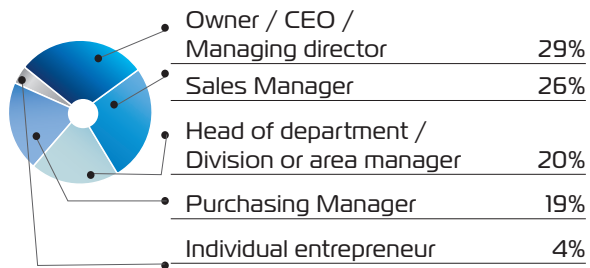 Owner / CEO /
Managing director 29%
Sales Manager 26%
Head of department /
Division or area manager 20%
Purchasing Manager 19%
Individual entrepreneur 4%